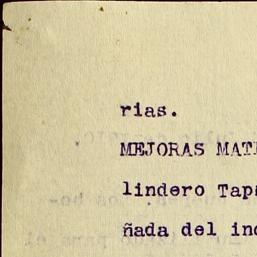 rias.
MEJORAS MAT
lindero Tap
ñada del in